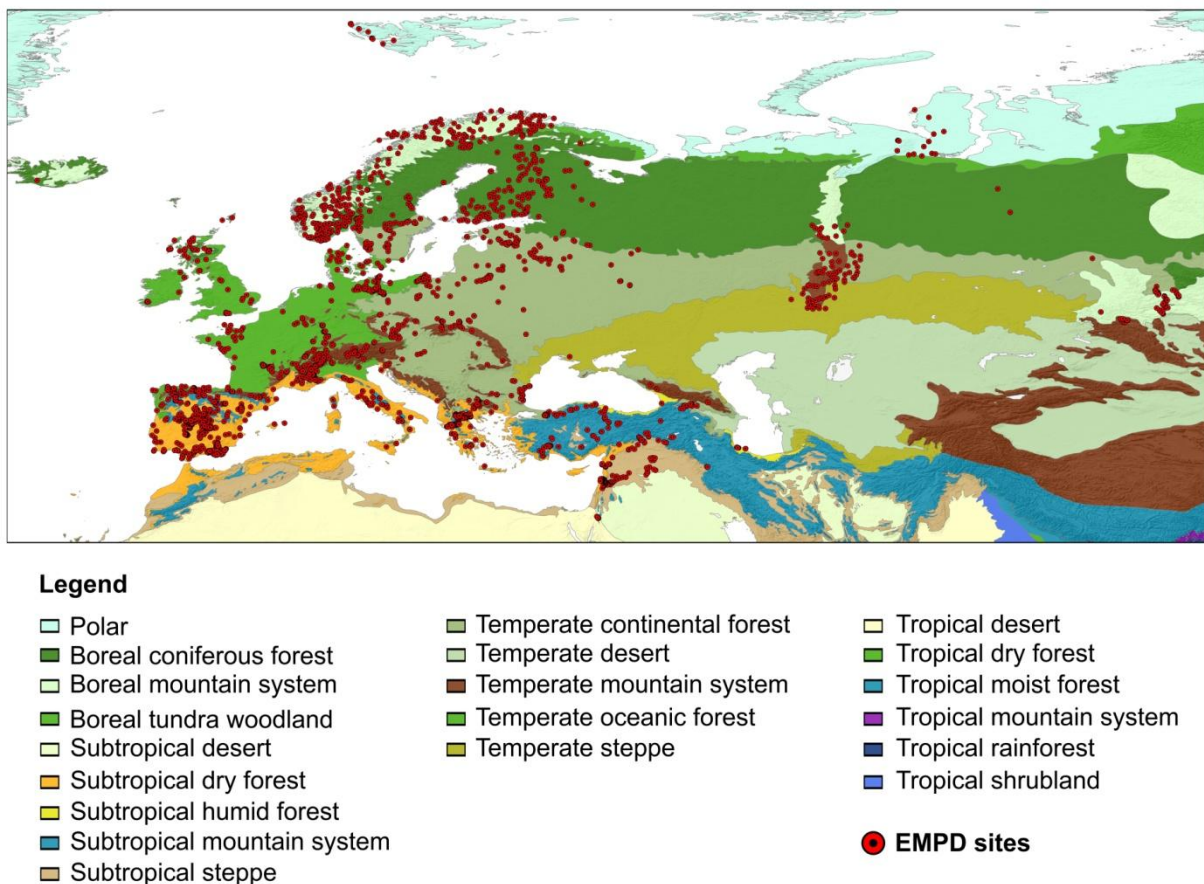 Legend
Polar
Boreal coniferous forest
Boreal mountain system
Boreal tundra woodland
Subtropical desert
Subtropical dry forest
Subtropical humid forest
Subtropical mountain system
Subtropical steppe
Temperate continental forest
Temperate desert
Temperate mountain system
Temperate oceanic forest
Temperate steppe
Tropical desert
Tropical dry forest
Tropical moist forest
Tropical mountain system
Tropical rainforest
Tropical shrubland
EMPD sites